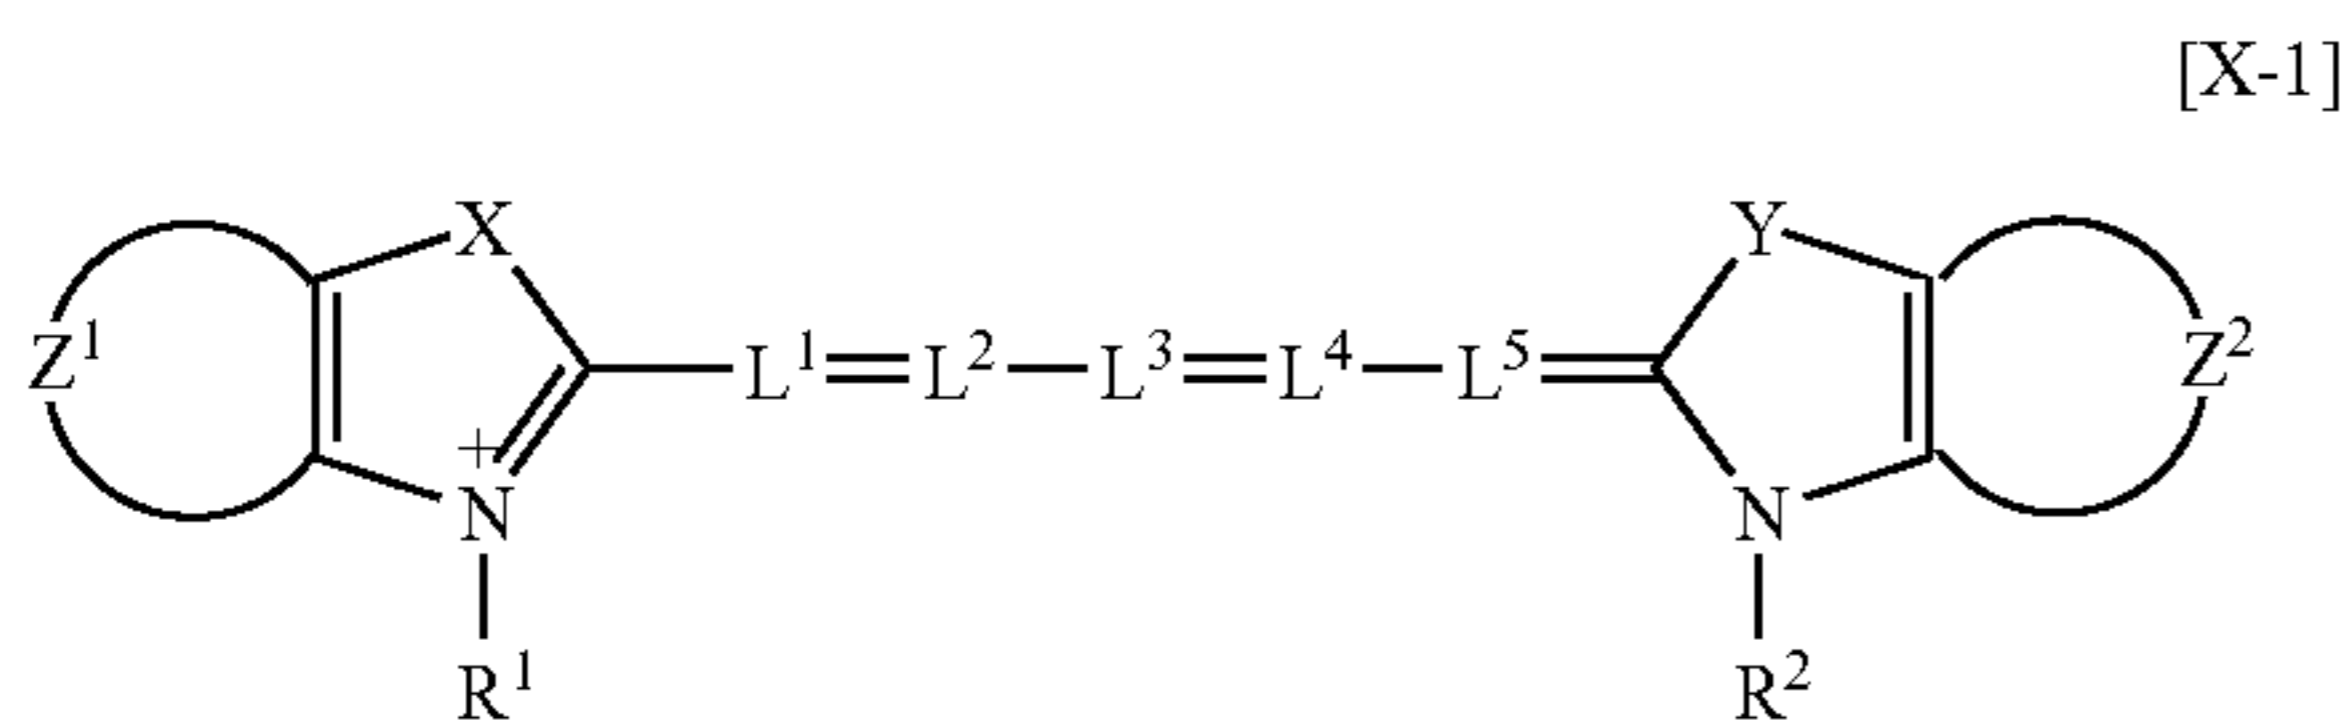 [X-1]
X Y
Z¹ L¹=L²—L³=L⁴—L⁵= Z²
+
N N
R¹ R²